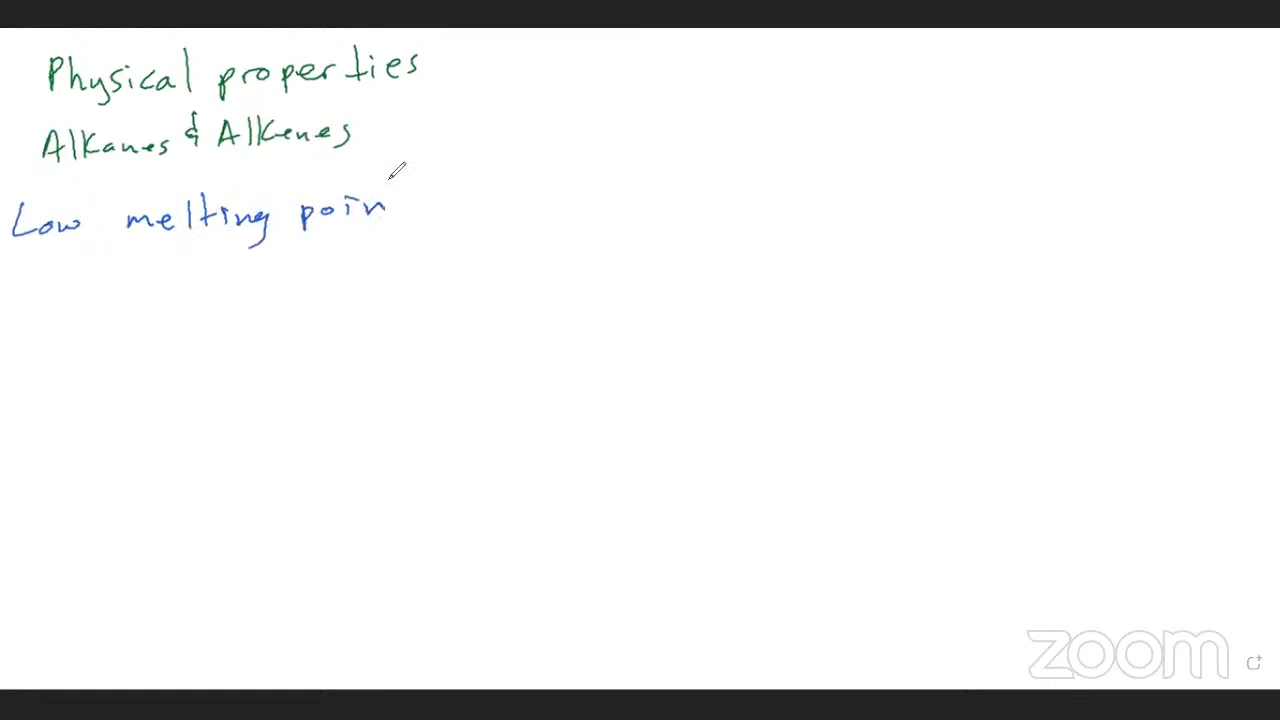 Physical properties
Alkanes & Alkenes
Low melting poin
zoom